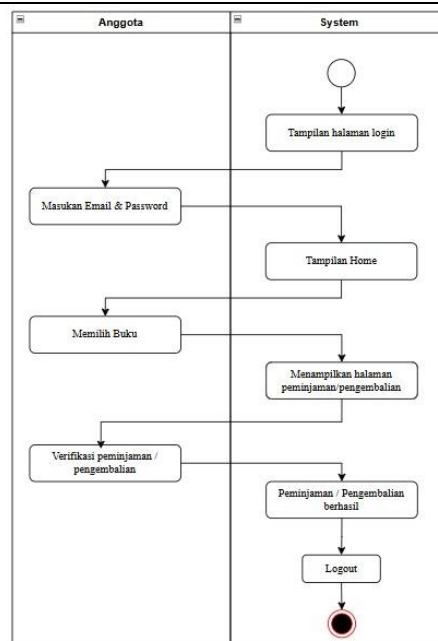 Anggota
System
Tampilan halaman login
Masukan Email & Password
Tampilan Home
Memilih Buku
Menampilkan halaman
peminjaman/pengembalian
Verifikasi peminjaman /
pengembalian
Peminjaman / Pengembalian
berhasil
Logout